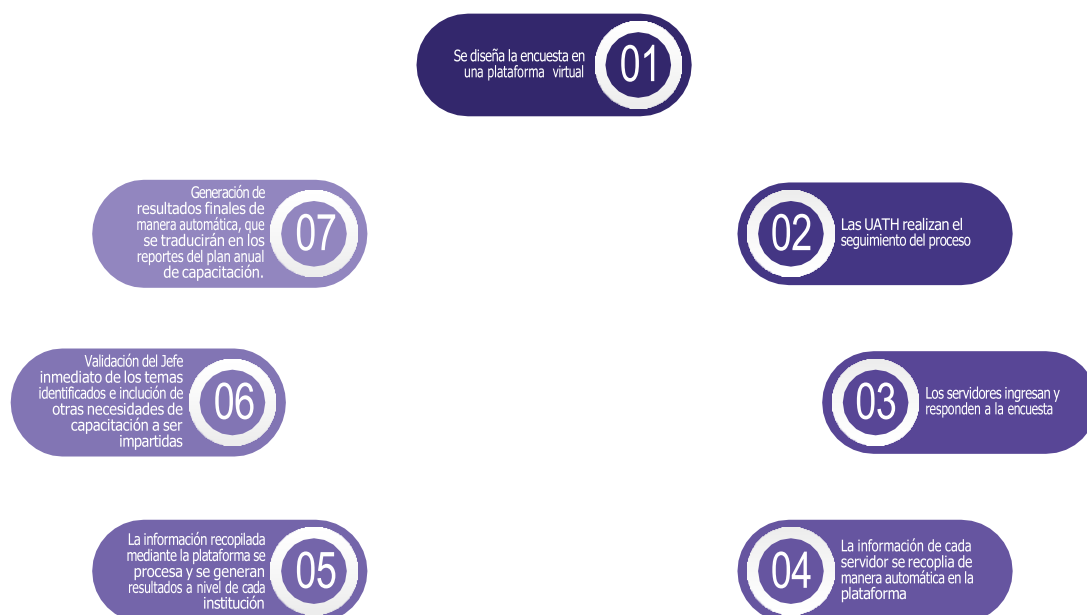 Se diseña la encuesta en
una plataforma virtual
01
02
Las UATH realizan el
seguimiento del proceso
03
Los servidores ingresan y
responden a la encuesta
04
La información de cada
servidor se recoplia de
manera automática en la
plataforma
La información recopilada
mediante la plataforma se
procesa y se generan
resultados a nivel de cada
institución
05
Validación del Jefe
inmediato de los temas
identificados e inclución de
otras necesidades de
capacitación a ser
impartidas
06
Generación de
resultados finales de
manera automática, que
se traducirán en los
reportes del plan anual
de capacitación.
07